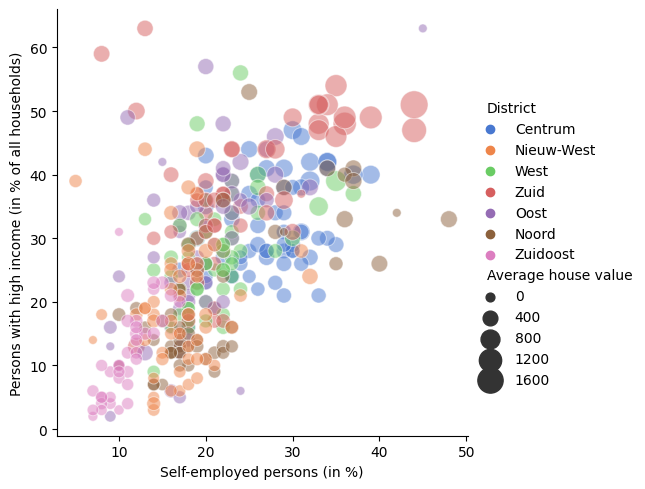 Persons with high income (in % of all households)
60
50
40
30
20
10
0
10
20
30
40
50
Self-employed persons (in %)
District
Centrum
Nieuw-West
West
Zuid
Oost
Noord
Zuidoost
Average house value
0
400
800
1200
1600